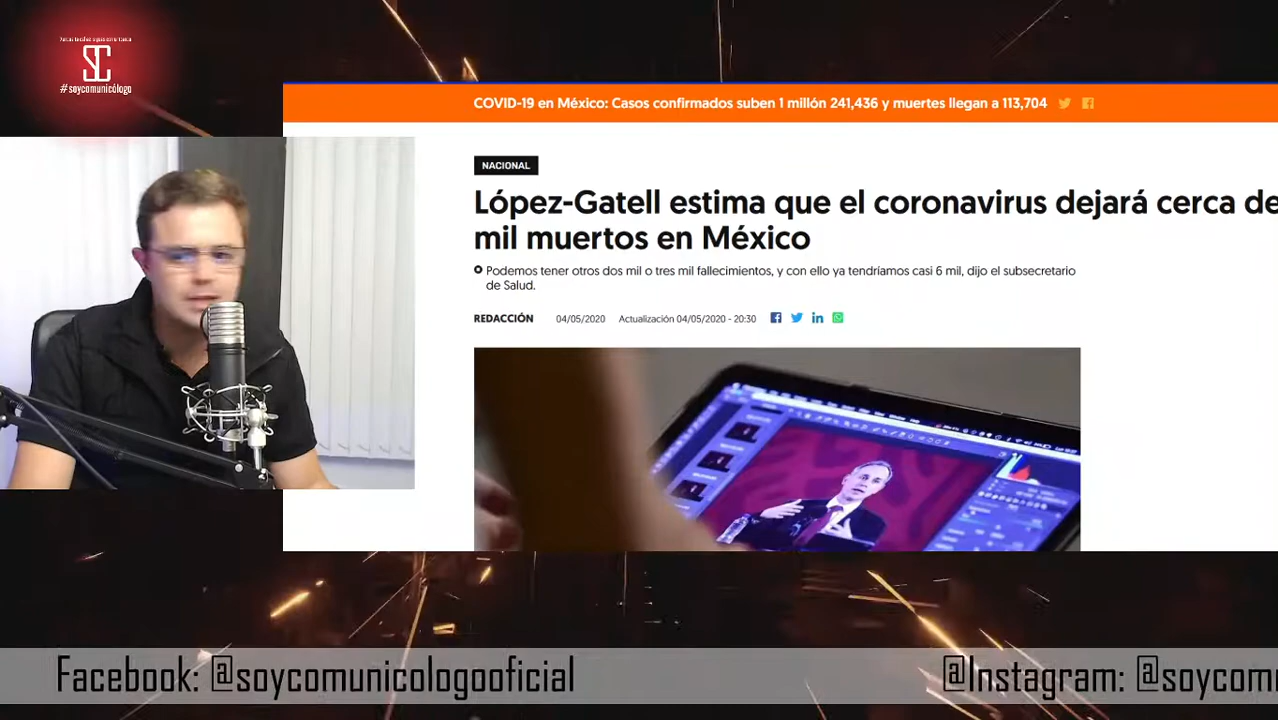 #soycomunicólogo
COVID-19 en México: Casos confirmados suben 1 millón 241,436 y muertes llegan a 113,704
NACIONAL
López-Gatell estima que el coronavirus dejará cerca de
mil muertos en México
Podemos tener otros dos mil o tres mil fallecimientos, y con ello ya tendríamos casi 6 mil, dijo el subsecretario
de Salud.
REDACCIÓN 04/05/2020 Actualización 04/05/2020 - 20:30
Facebook: @soycomunicologooficial @Instagram: @soycom